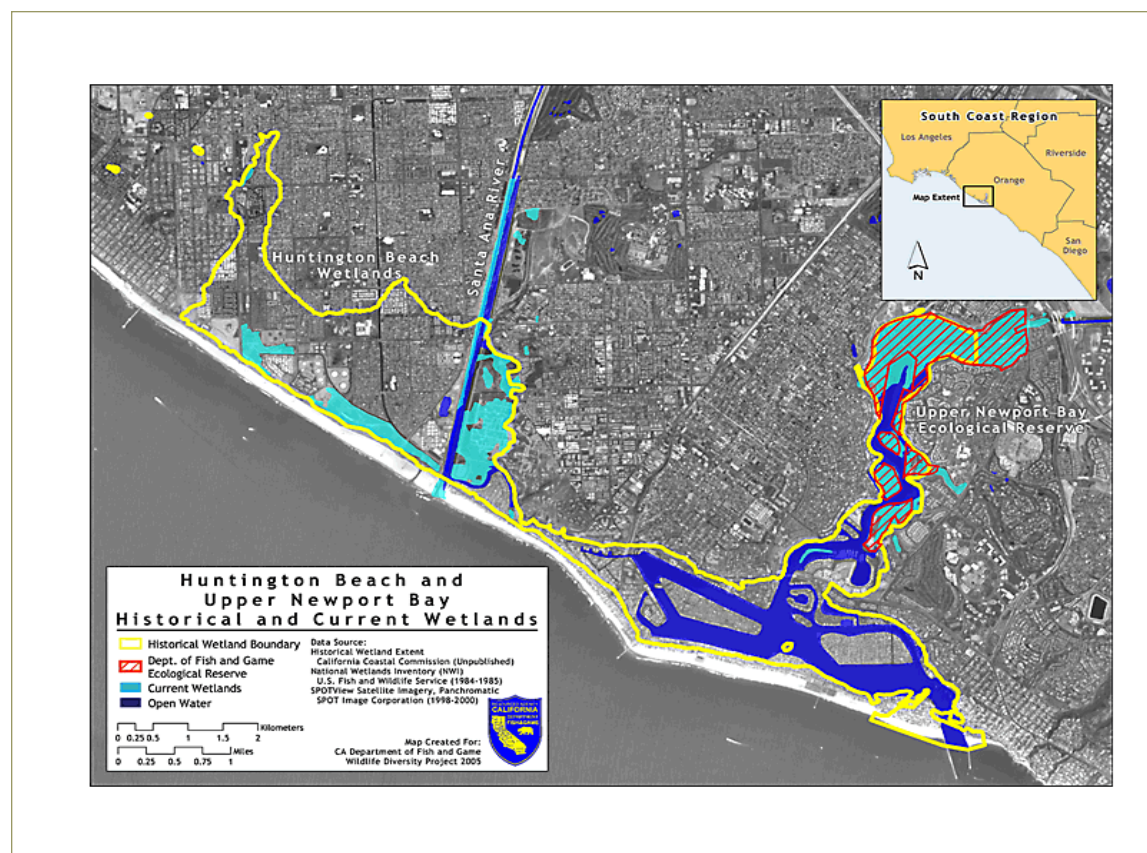 South Coast Region
Los Angeles
Riverside
Orange
Map Extent
San
Diego
N
Santa Ana River
Huntington Beach
Wetlands
Upper Newport Bay
Ecological Reserve
Huntington Beach and
Upper Newport Bay
Historical and Current Wetlands
Historical Wetland Boundary
Dept. of Fish and Game
Ecological Reserve
Current Wetlands
Open Water
0 0.25 0.5 1 1.5 2 Kilometers
0 0.25 0.5 0.75 1 Miles
Data Source:
Historical Wetland Extent
California Coastal Commission (Unpublished)
National Wetlands Inventory (NWI)
U.S. Fish and Wildlife Service (1984-1985)
SPOTView Satellite Imagery, Panchromatic
SPOT Image Corporation (1998-2000)
Map Created For:
CA Department of Fish and Game
Wildlife Diversity Project 2005
CALIFORNIA
FISH&GAME